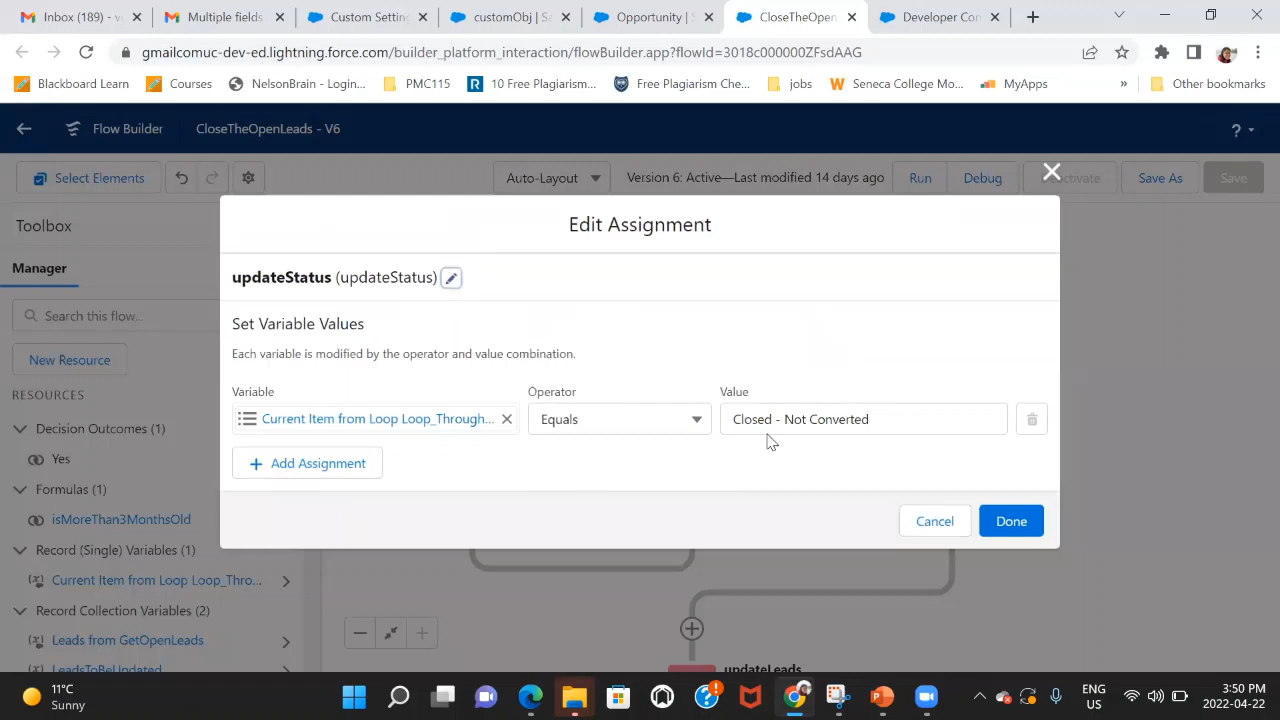 Inbox (189) - v
Multiple fields
Custom Setting
customObj | Sa
Opportunity | S
CloseTheOpen
Developer Con
gmailcomuc-dev-ed.lightning.force.com/builder_platform_interaction/flowBuilder.app?flowId=3018c000000ZFsdAAG
Blackboard Learn
Courses
NelsonBrain - Login...
PMC115
R
10 Free Plagiarism...
Free Plagiarism Che...
jobs
W
Seneca College Mo...
MyApps
»
Other bookmarks
Flow Builder
CloseTheOpenLeads - V6
?
Select Elements
Auto-Layout
Version 6: Active—Last modified 14 days ago
Run
Debug
Deactivate
Save As
Save
Toolbox
Manager
Search this flow...
New Resource
RESOURCES
Decision Outcomes (1)
Yes
Formulas (1)
isMoreThan3MonthsOld
Record (Single) Variables (1)
Current Item from Loop Loop_Thro...
Record Collection Variables (2)
Leads from GetOpenLeads
LeadsToBeUpdated
Edit Assignment
updateStatus (updateStatus)
Set Variable Values
Each variable is modified by the operator and value combination.
Variable
Operator
Value
Current Item from Loop Loop_Through...
Equals
Closed - Not Converted
+ Add Assignment
Cancel
Done
updateLeads
11°C
Sunny
ENG
US
3:50 PM
2022-04-22